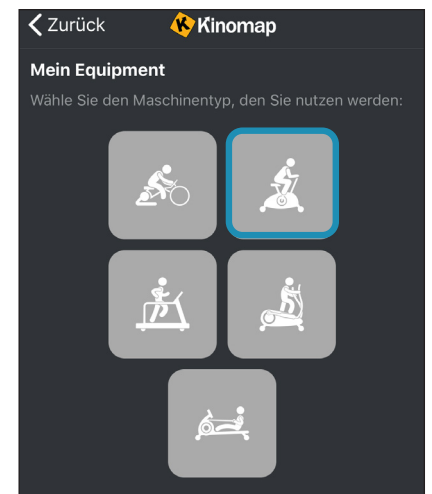 Zurück
Kinomap
Mein Equipment
Wähle Sie den Maschinentyp, den Sie nutzen werden: